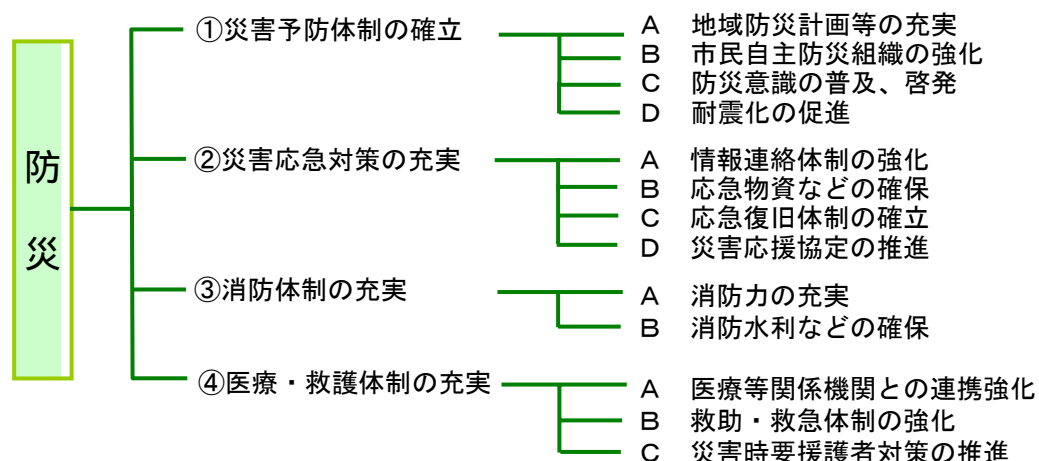 防災
①災害予防体制の確立
A 地域防災計画等の充実
B 市民自主防災組織の強化
C 防災意識の普及、啓発
D 耐震化の促進
②災害応急対策の充実
A 情報連絡体制の強化
B 応急物資などの確保
C 応急復旧体制の確立
D 災害応援協定の推進
③消防体制の充実
A 消防力の充実
B 消防水利などの確保
④医療・救護体制の充実
A 医療等関係機関との連携強化
B 救助・救急体制の強化
C 災害時要援護者対策の推進